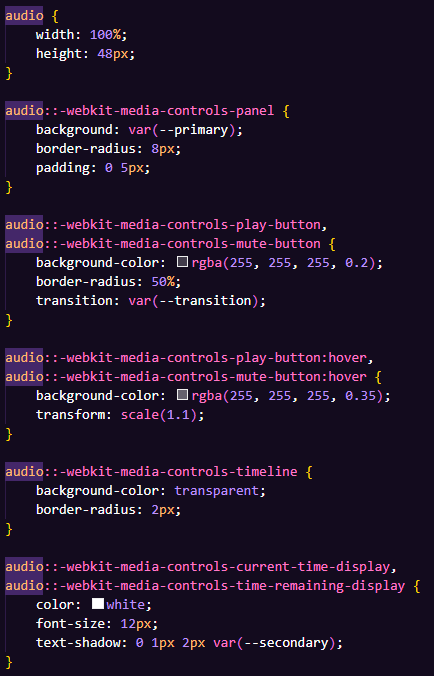 audio {
    width: 100%;
    height: 48px;
}

audio::-webkit-media-controls-panel {
    background: var(--primary);
    border-radius: 8px;
    padding: 0 5px;
}

audio::-webkit-media-controls-play-button,
audio::-webkit-media-controls-mute-button {
    background-color: rgba(255, 255, 255, 0.2);
    border-radius: 50%;
    transition: var(--transition);
}

audio::-webkit-media-controls-play-button:hover,
audio::-webkit-media-controls-mute-button:hover {
    background-color: rgba(255, 255, 255, 0.35);
    transform: scale(1.1);
}

audio::-webkit-media-controls-timeline {
    background-color: transparent;
    border-radius: 2px;
}

audio::-webkit-media-controls-current-time-display,
audio::-webkit-media-controls-time-remaining-display {
    color: white;
    font-size: 12px;
    text-shadow: 0 1px 2px var(--secondary);
}